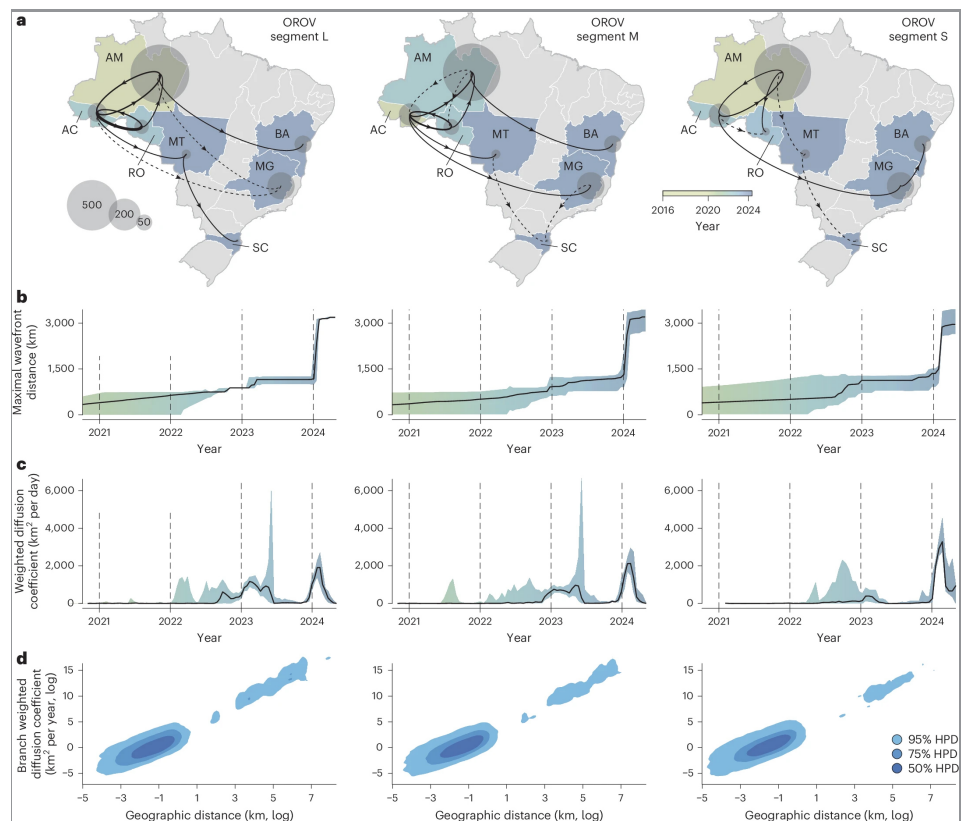 a
OROV
segment L
AM
AC
RO
MT
BA
MG
SC
500
200
50
OROV
segment M
AM
AC
RO
MT
BA
MG
SC
OROV
segment S
AM
AC
RO
MT
BA
MG
SC
2016 2020 2024
Year
b
Maximal wavefront
distance (km)
3,000
1,500
0
2021 2022 2023 2024
Year
3,000
1,500
0
2021 2022 2023 2024
Year
3,000
1,500
0
2021 2022 2023 2024
Year
c
Weighted diffusion
coefficient (km² per day)
6,000
4,000
2,000
0
2021 2022 2023 2024
Year
6,000
4,000
2,000
0
2021 2022 2023 2024
Year
6,000
4,000
2,000
0
2021 2022 2023 2024
Year
d
Branch weighted
diffusion coefficient
(km² per year, log)
15
10
5
0
−5
−5 −3 −1 1 3 5 7
Geographic distance (km, log)
15
10
5
0
−5
−5 −3 −1 1 3 5 7
Geographic distance (km, log)
15
10
5
0
−5
−5 −3 −1 1 3 5 7
Geographic distance (km, log)
95% HPD
75% HPD
50% HPD